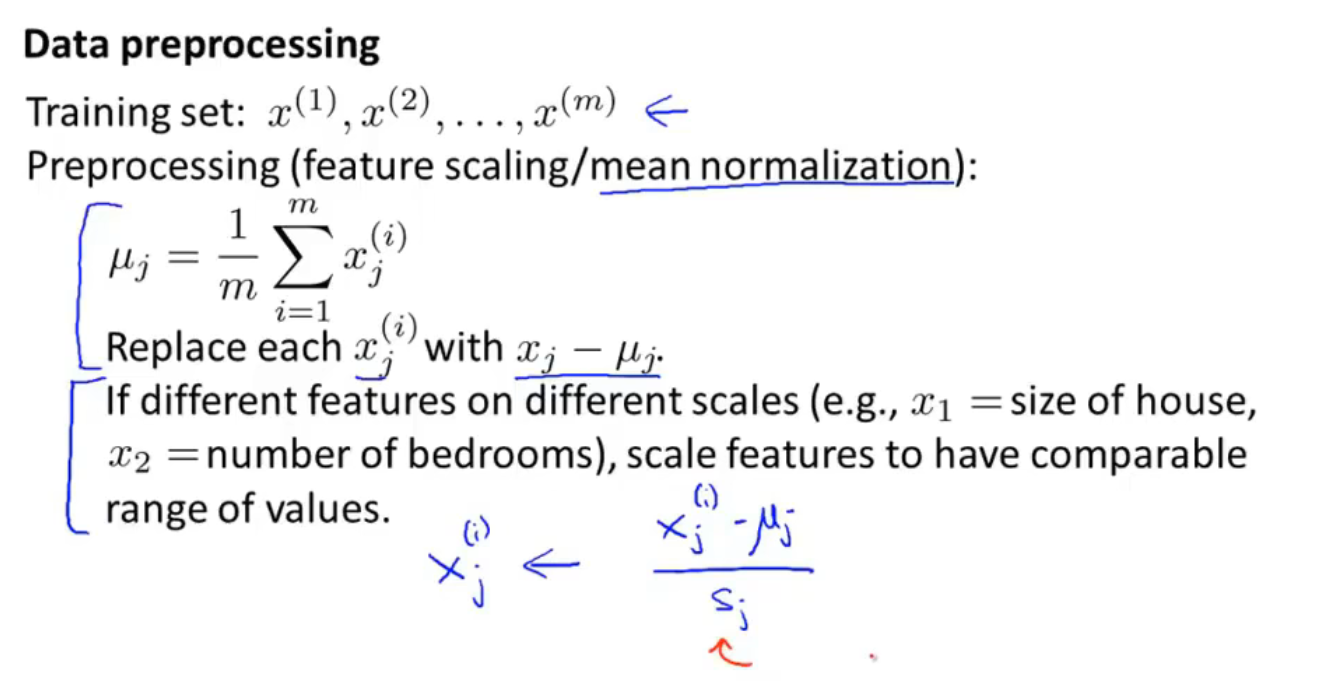 Data preprocessing
Training set: x^{(1)}, x^{(2)}, \ldots, x^{(m)} ←
Preprocessing (feature scaling/mean normalization):
\mu_j = \frac{1}{m} \sum_{i=1}^{m} x_j^{(i)}
Replace each x_j^{(i)} with x_j - \mu_j.
If different features on different scales (e.g., x_1 = size of house,
x_2 = number of bedrooms), scale features to have comparable
range of values.
x_j^{(i)} ← \frac{x_j^{(i)} - \mu_j}{s_j}